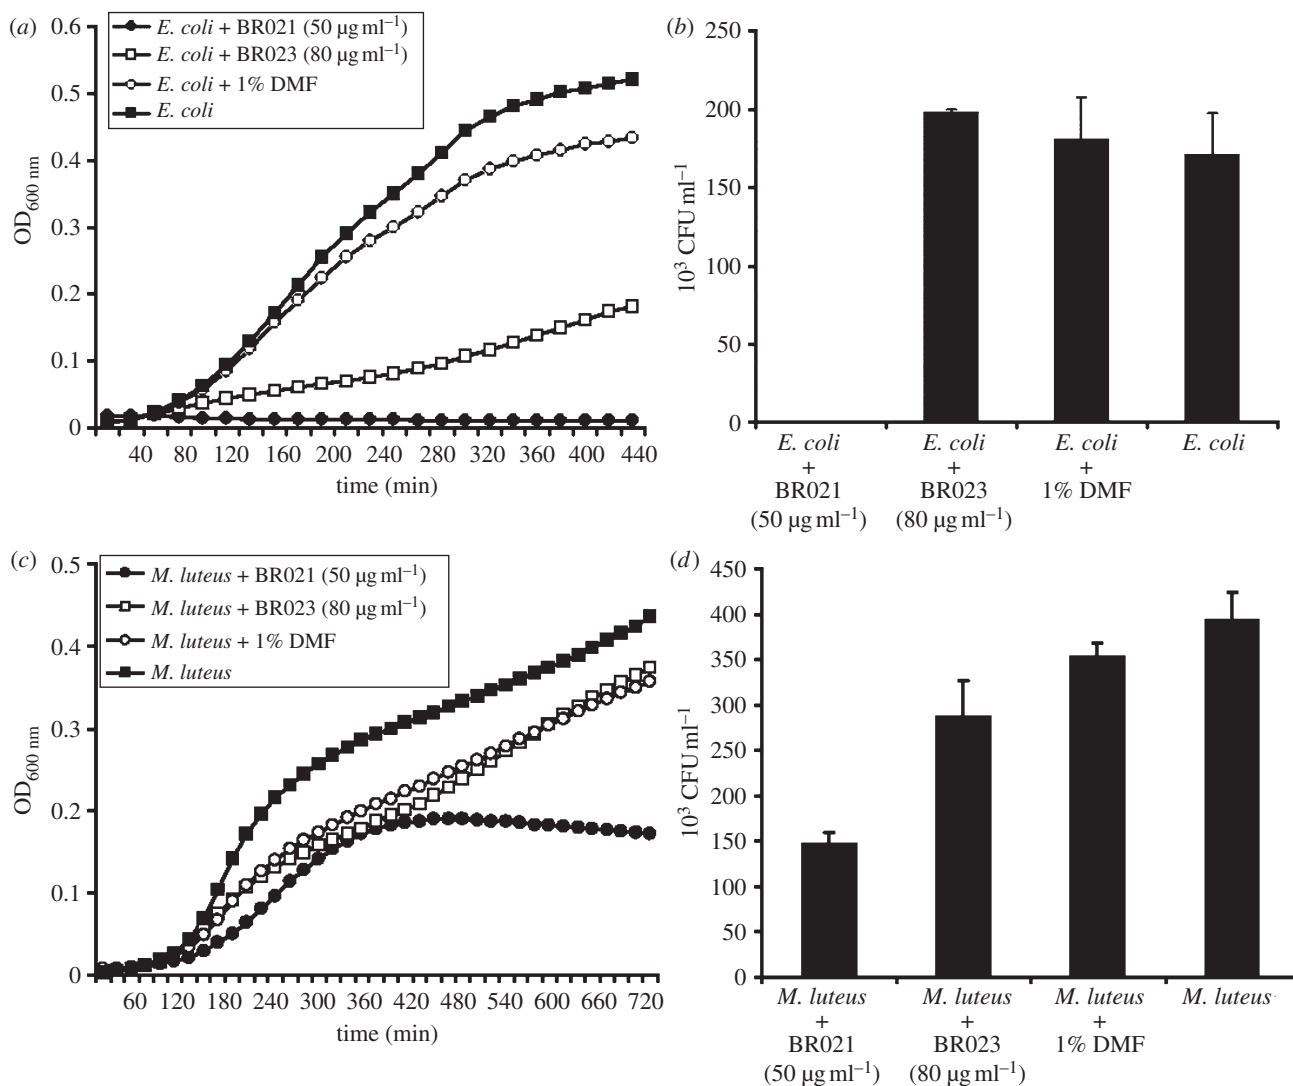 (a)
0.6
0.5
0.4
0.3
0.2
0.1
0
OD600 nm
E. coli + BR021 (50 µg ml–1)
E. coli + BR023 (80 µg ml–1)
E. coli + 1% DMF
E. coli
40 80 120 160 200 240 280 320 360 400 440
time (min)
(b)
250
200
150
100
50
0
10³ CFU ml–1
E. coli + BR021 (50 µg ml–1)
E. coli + BR023 (80 µg ml–1)
E. coli + 1% DMF
E. coli
(c)
0.5
0.4
0.3
0.2
0.1
0
OD600 nm
M. luteus + BR021 (50 µg ml–1)
M. luteus + BR023 (80 µg ml–1)
M. luteus + 1% DMF
M. luteus
60 120 180 240 300 360 420 480 540 600 660 720
time (min)
(d)
450
400
350
300
250
200
150
100
50
0
10³ CFU ml–1
M. luteus + BR021 (50 µg ml–1)
M. luteus + BR023 (80 µg ml–1)
M. luteus + 1% DMF
M. luteus